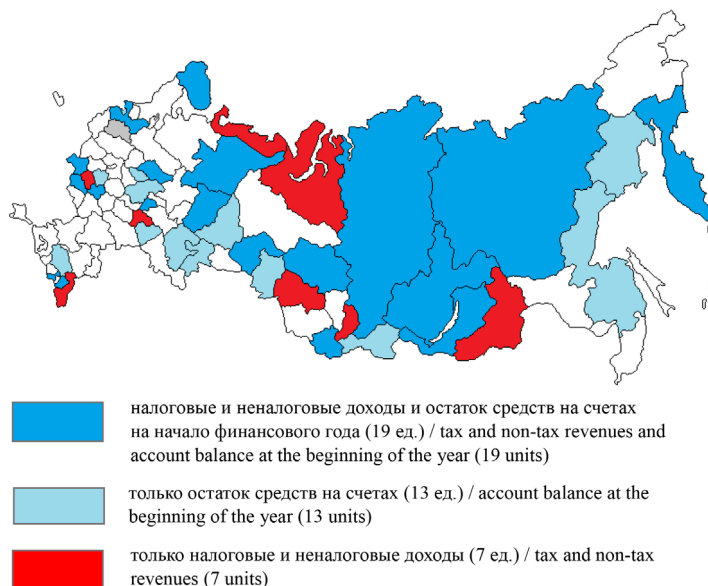 налоговые и неналоговые доходы и остаток средств на счетах
на начало финансового года (19 ед.) / tax and non-tax revenues and
account balance at the beginning of the year (19 units)
только остаток средств на счетах (13 ед.) / account balance at the
beginning of the year (13 units)
только налоговые и неналоговые доходы (7 ед.) / tax and non-tax
revenues (7 units)